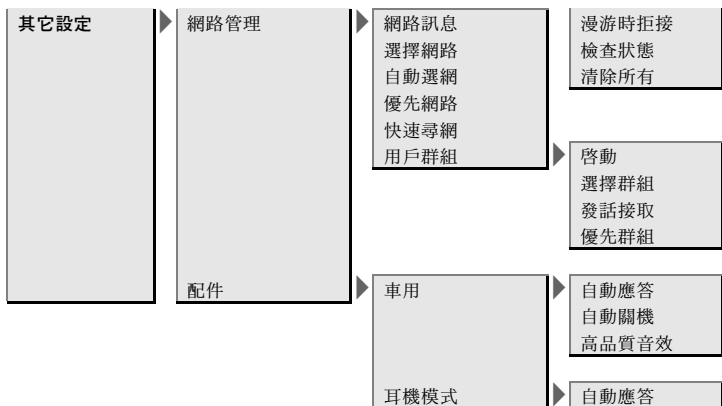 其它設定
網路管理
網路訊息
選擇網路
自動選網
優先網路
快速尋網
用戶群組
漫游時拒接
檢查狀態
清除所有
啓動
選擇群組
發話接取
優先群組
配件
車用
自動應答
自動關機
高品質音效
耳機模式
自動應答